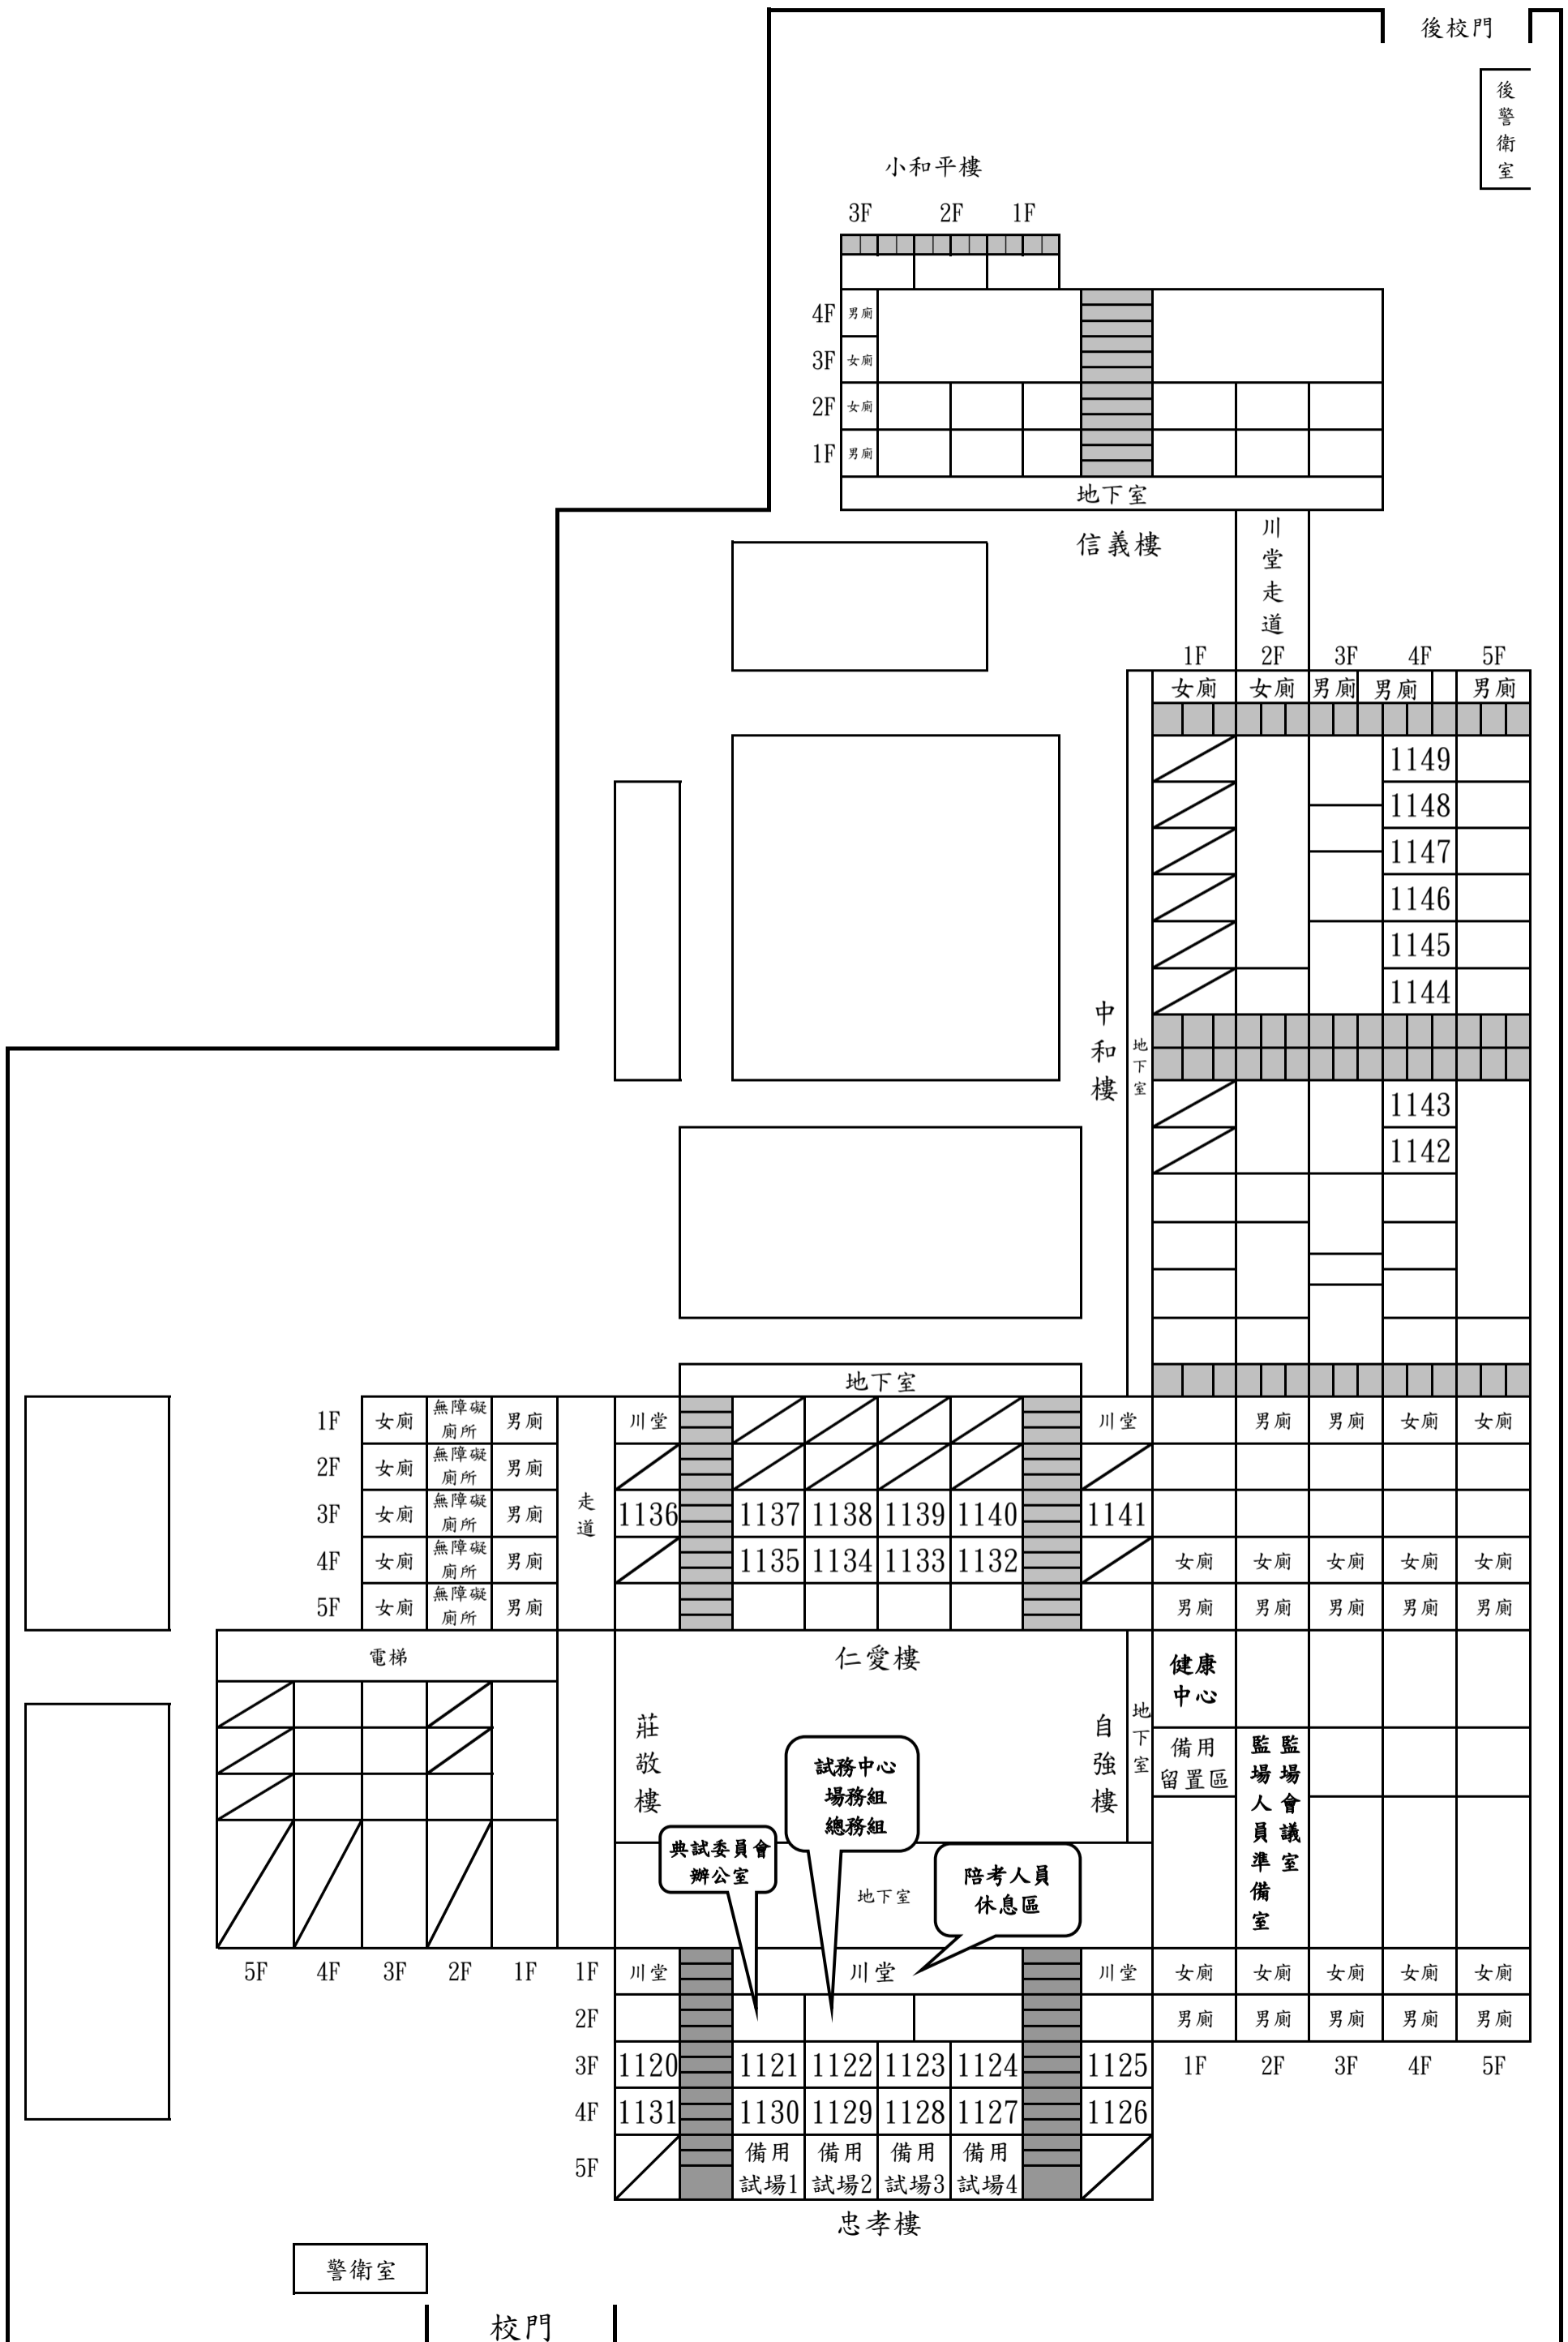 後校門
後警衛室
小和平樓
3F 2F 1F
4F 男廁
3F 女廁
2F 女廁
1F 男廁
地下室
信義樓
川堂走道
1F 2F 3F 4F 5F
女廁 女廁 男廁 男廁 男廁
1149
1148
1147
1146
1145
1144
中和樓
地下室
1143
1142
地下室
1F 女廁 無障礙廁所 男廁 川堂 川堂 男廁 男廁 女廁 女廁
2F 女廁 無障礙廁所 男廁
走道
3F 女廁 無障礙廁所 男廁 1136 1137 1138 1139 1140 1141
4F 女廁 無障礙廁所 男廁 1135 1134 1133 1132 女廁 女廁 女廁 女廁 女廁
5F 女廁 無障礙廁所 男廁 男廁 男廁 男廁 男廁 男廁
電梯
仁愛樓
健康
中心
莊敬樓
自強樓
地下室
備用
留置區
監場會議室
監場人員準備室
試務中心
場務組
總務組
典試委員會
辦公室
地下室
陪考人員
休息區
5F 4F 3F 2F 1F
1F 川堂 川堂 川堂 女廁 女廁 女廁 女廁 女廁
2F 男廁 男廁 男廁 男廁 男廁
3F 1120 1121 1122 1123 1124 1125
1F 2F 3F 4F 5F
4F 1131 1130 1129 1128 1127 1126
5F 備用試場1 備用試場2 備用試場3 備用試場4
忠孝樓
警衛室
校門